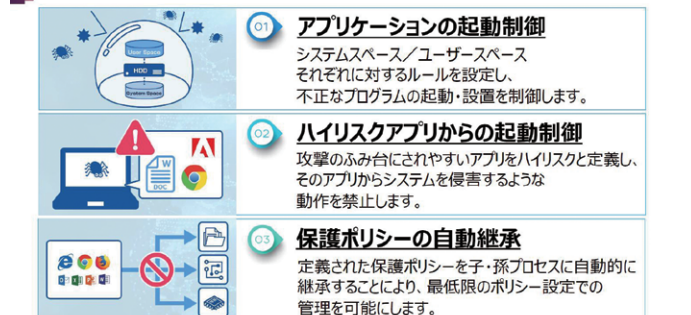 01
アプリケーションの起動制御
User Space
HDD
System Space
システムスペース／ユーザースペース
それぞれに対するルールを設定し、
不正なプログラムの起動・設置を制御します。
02
ハイリスクアプリからの起動制御
W
DOC
攻撃のふみ台にされやすいアプリをハイリスクと定義し、
そのアプリからシステムを侵害するような
動作を禁止します。
03
保護ポリシーの自動継承
定義された保護ポリシーを子・孫プロセスに自動的に
継承することにより、最低限のポリシー設定での
管理を可能にします。